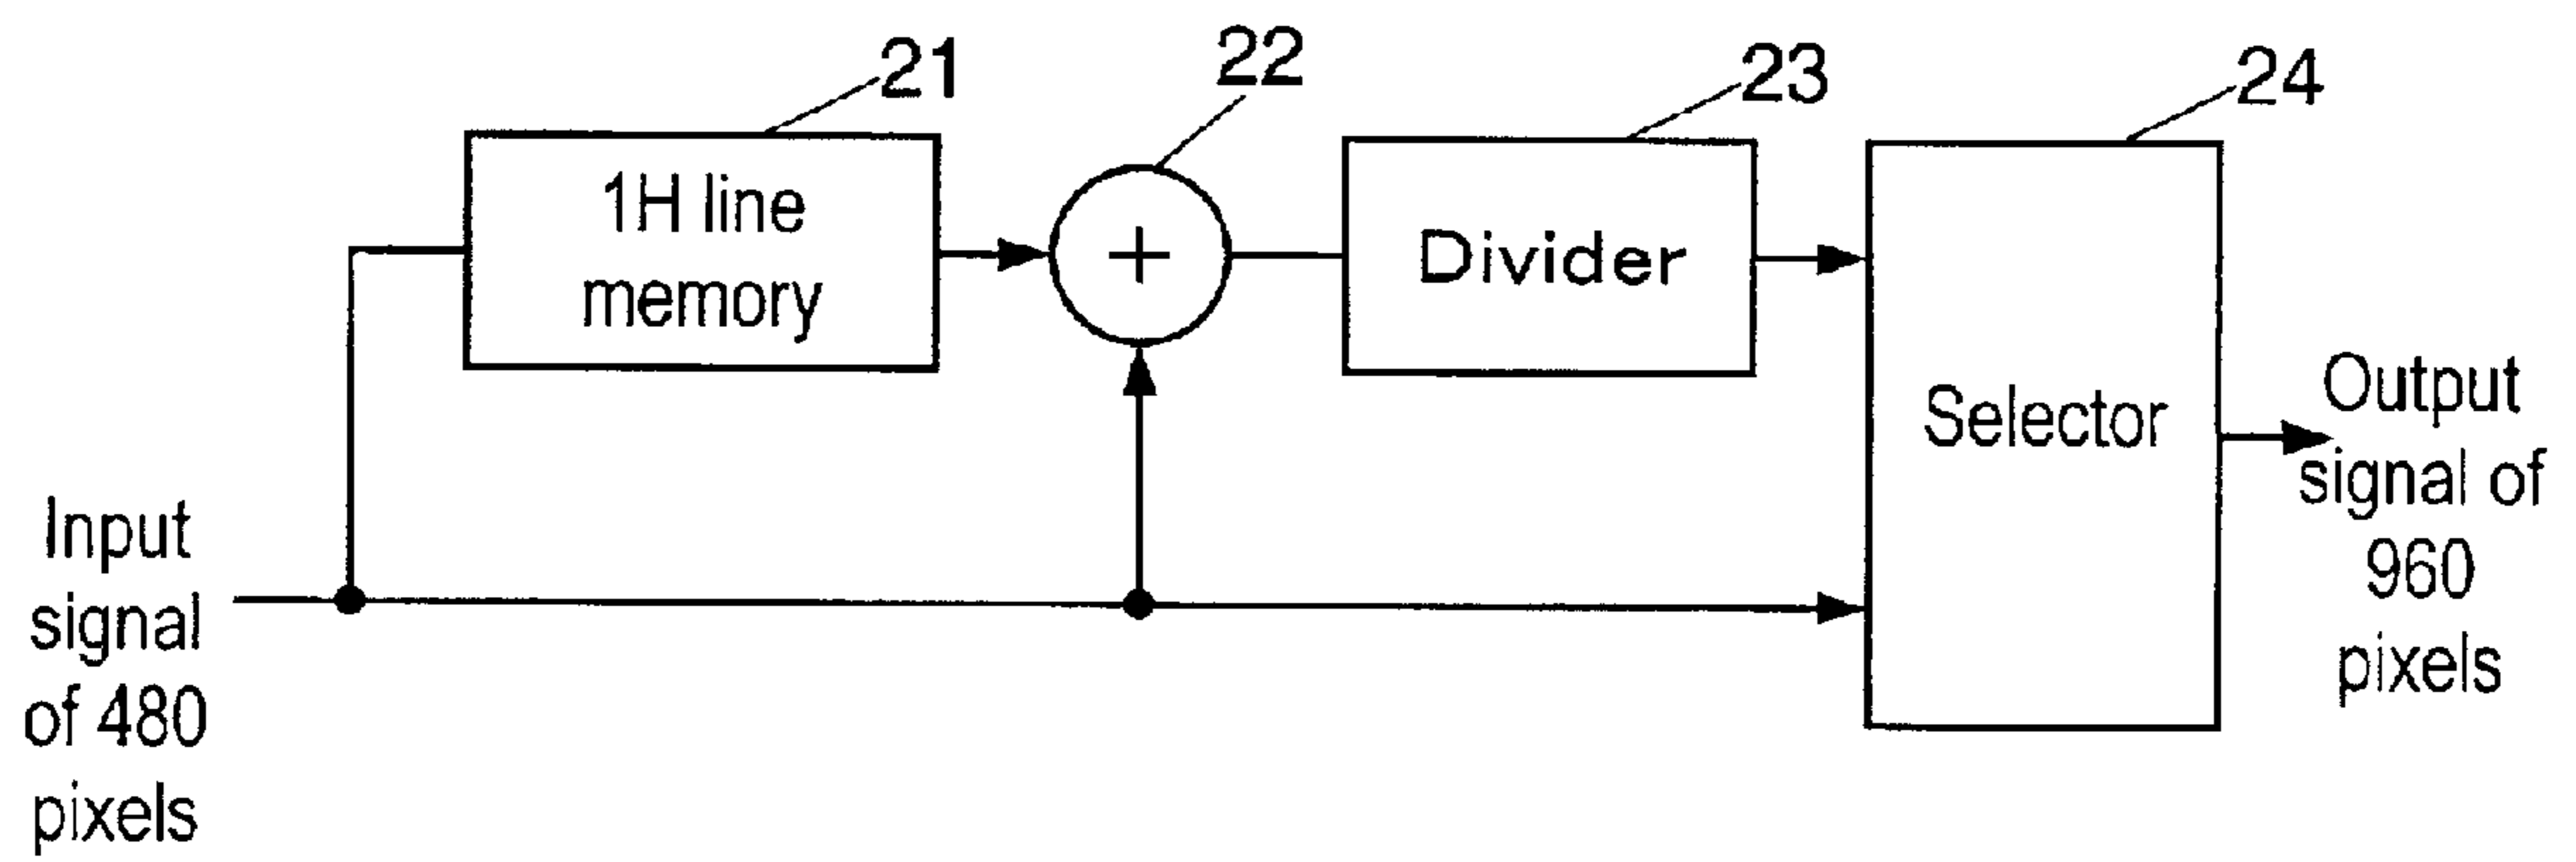 21
22
23
24
1H line
memory
+
Divider
Selector
Input
signal
of 480
pixels
Output
signal of
960
pixels